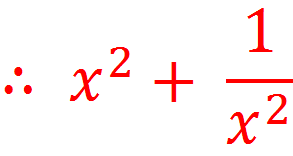 ∴ x² + 1/x²